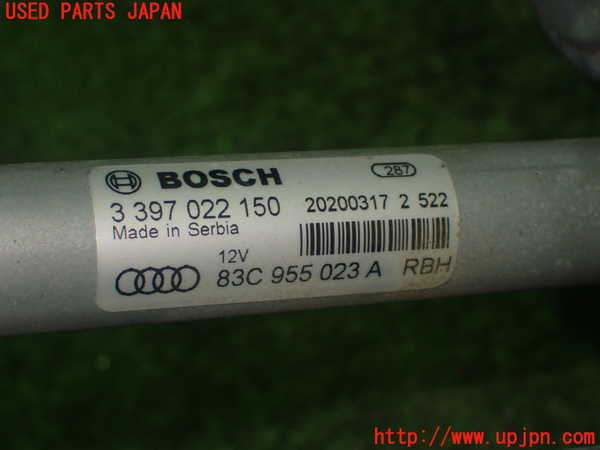 USED PARTS JAPAN
BOSCH
287
3 397 022 150
20200317 2 522
Made in Serbia
12V
83C 955 023 A RBH
http://www.upjpn.com/